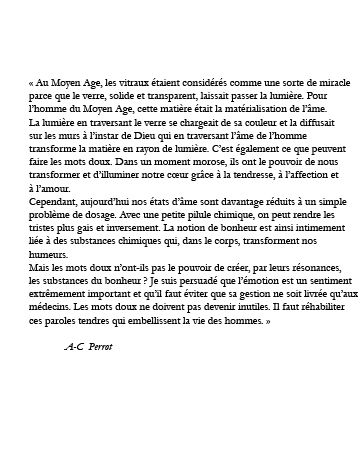 « Au Moyen Age, les vitraux étaient considérés comme une sorte de miracle
parce que le verre, solide et transparent, laissait passer la lumière. Pour
l'homme du Moyen Age, cette matière était la matérialisation de l'âme.
La lumière en traversant le verre se chargeait de sa couleur et la diffusait
sur les murs à l'instar de Dieu qui en traversant l'âme de l'homme
transforme la matière en rayon de lumière. C'est également ce que peuvent
faire les mots doux. Dans un moment morose, ils ont le pouvoir de nous
transformer et d'illuminer notre cœur grâce à la tendresse, à l'affection et
à l'amour.
Cependant, aujourd'hui nos états d'âme sont davantage réduits à un simple
problème de dosage. Avec une petite pilule chimique, on peut rendre les
tristes plus gais et inversement. La notion de bonheur est ainsi intimement
liée à des substances chimiques qui, dans le corps, transforment nos
humeurs.
Mais les mots doux n'ont-ils pas le pouvoir de créer, par leurs résonances,
les substances du bonheur ? Je suis persuadé que l'émotion est un sentiment
extrêmement important et qu'il faut éviter que sa gestion ne soit livrée qu'aux
médecins. Les mots doux ne doivent pas devenir inutiles. Il faut réhabiliter
ces paroles tendres qui embellissent la vie des hommes. »
A-C Perrot